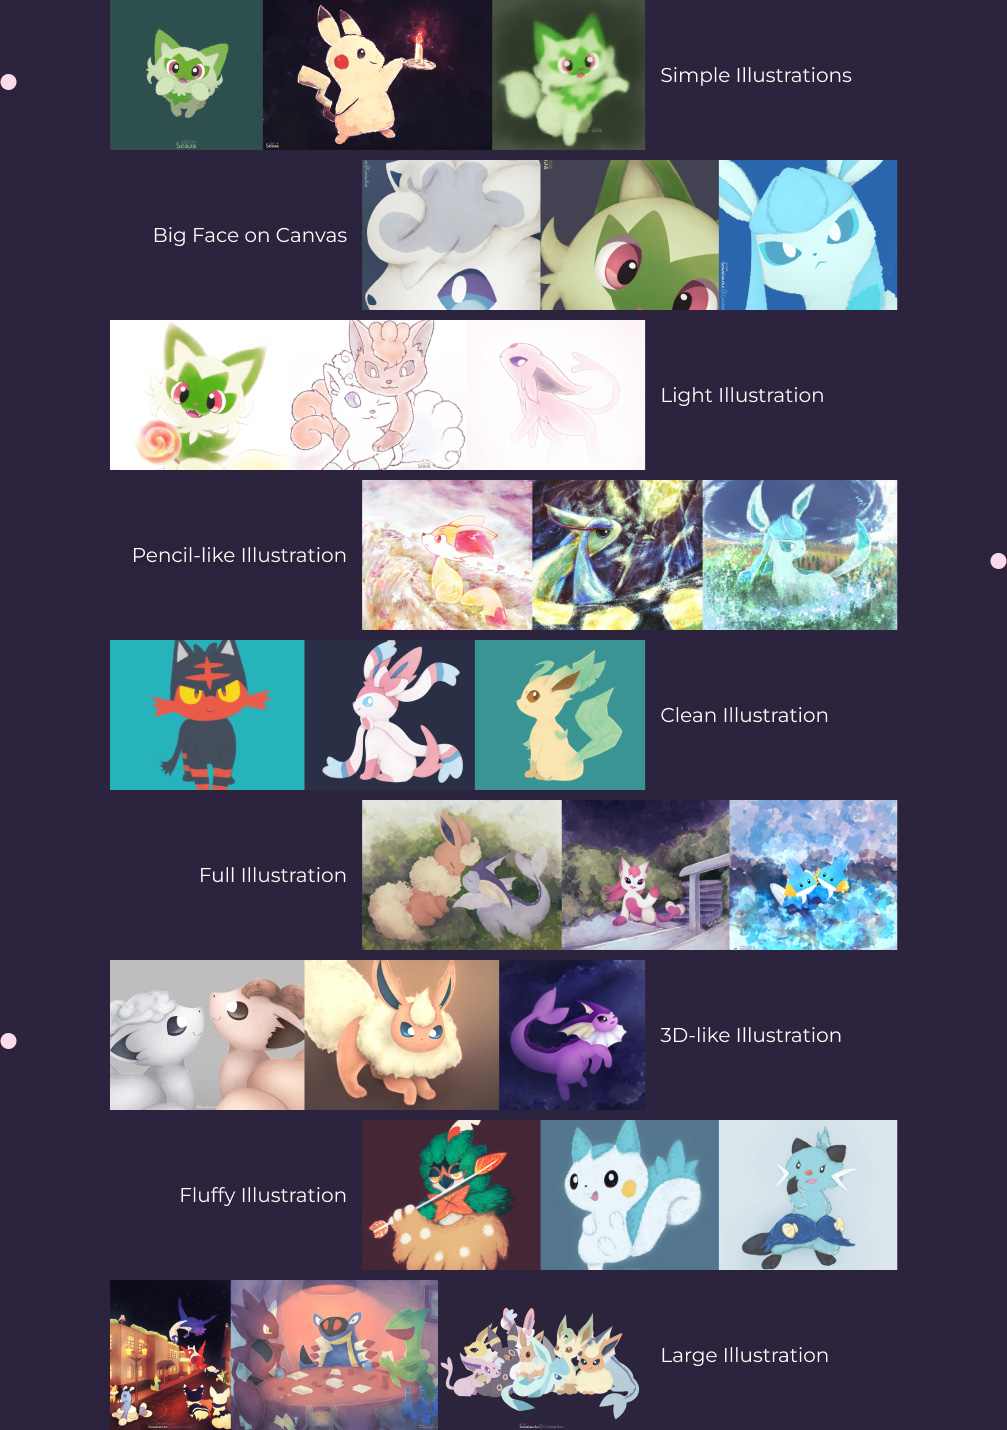 Simple Illustrations
Big Face on Canvas
Light Illustration
Pencil-like Illustration
Clean Illustration
Full Illustration
3D-like Illustration
Fluffy Illustration
Large Illustration